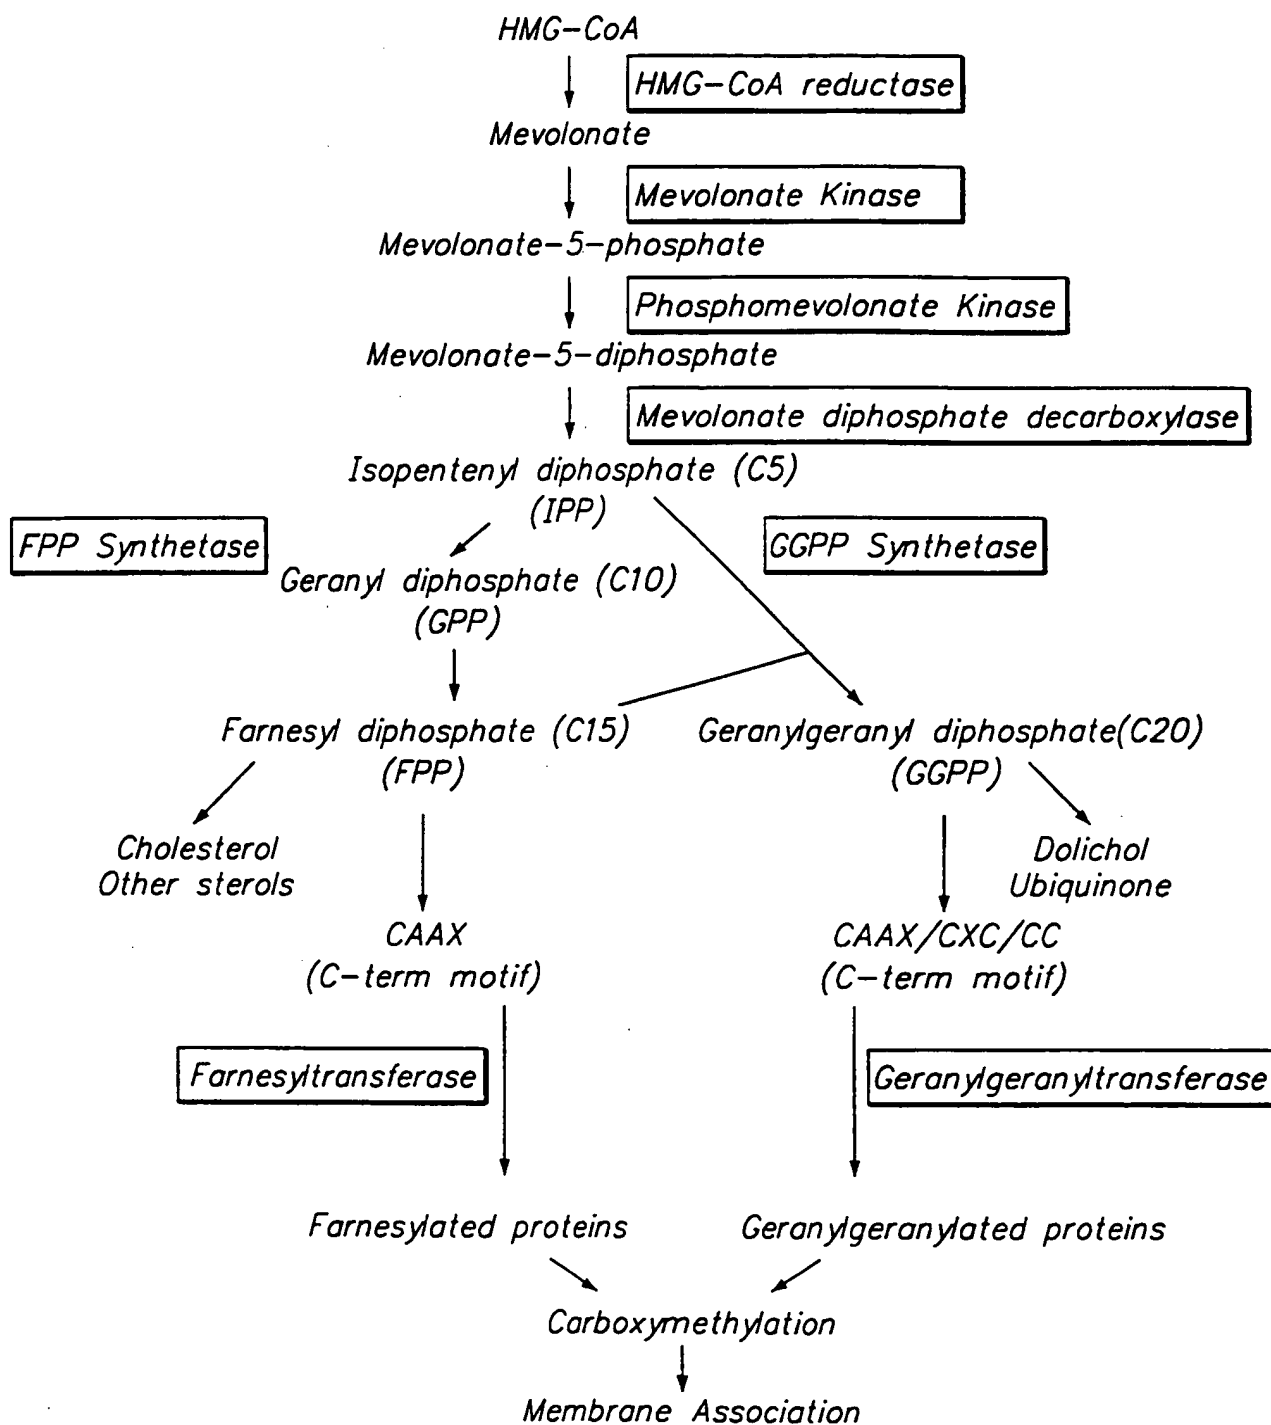 HMG-CoA
HMG-CoA reductase
Mevolonate
Mevolonate Kinase
Mevolonate-5-phosphate
Phosphomevolonate Kinase
Mevolonate-5-diphosphate
Mevolonate diphosphate decarboxylase
Isopentenyl diphosphate (C5)
(IPP)
FPP Synthetase
GGPP Synthetase
Geranyl diphosphate (C10)
(GPP)
Farnesyl diphosphate (C15)
(FPP)
Geranylgeranyl diphosphate(C20)
(GGPP)
Cholesterol
Other sterols
Dolichol
Ubiquinone
CAAX
(C-term motif)
CAAX/CXC/CC
(C-term motif)
Farnesyltransferase
Geranylgeranyltransferase
Farnesylated proteins
Geranylgeranylated proteins
Carboxymethylation
Membrane Association